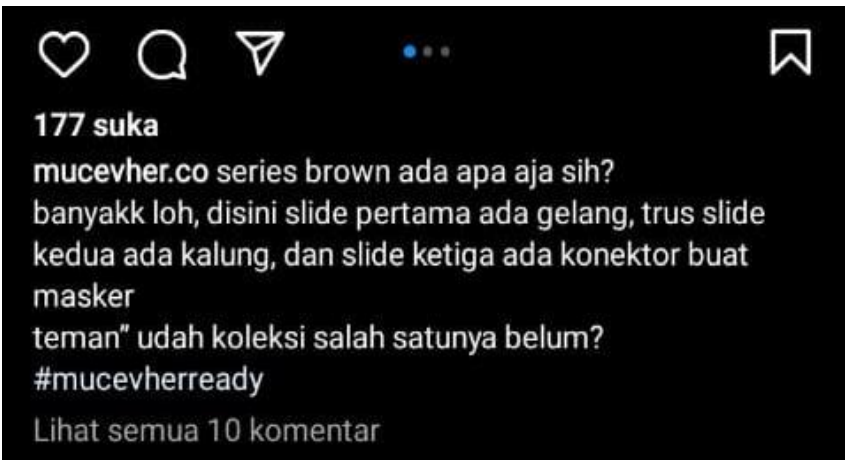 177 suka
mucevher.co series brown ada apa aja sih?
banyakk loh, disini slide pertama ada gelang, trus slide
kedua ada kalung, dan slide ketiga ada konektor buat
masker
teman” udah koleksi salah satunya belum?
#mucevherready
Lihat semua 10 komentar